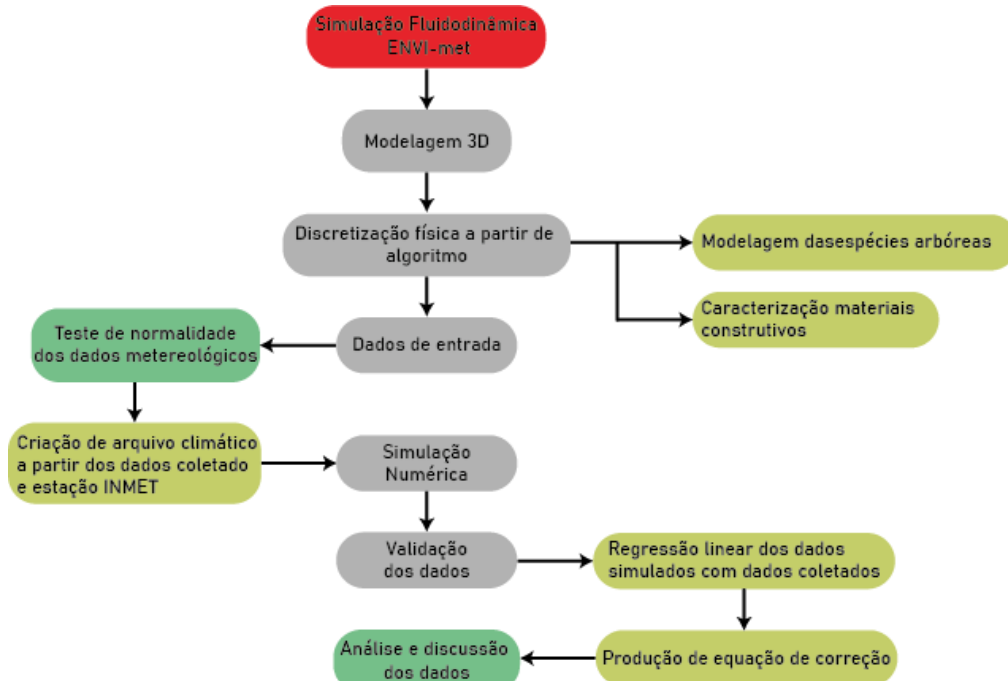 Simulação Fluidodinâmica
ENVI-met
Modelagem 3D
Discretização física a partir de
algoritmo
Modelagem dasespécies arbóreas
Caracterização materiais
construtivos
Dados de entrada
Teste de normalidade
dos dados metereológicos
Criação de arquivo climático
a partir dos dados coletado
e estação INMET
Simulação
Numérica
Validação
dos dados
Regressão linear dos dados
simulados com dados coletados
Produção de equação de correção
Análise e discussão
dos dados